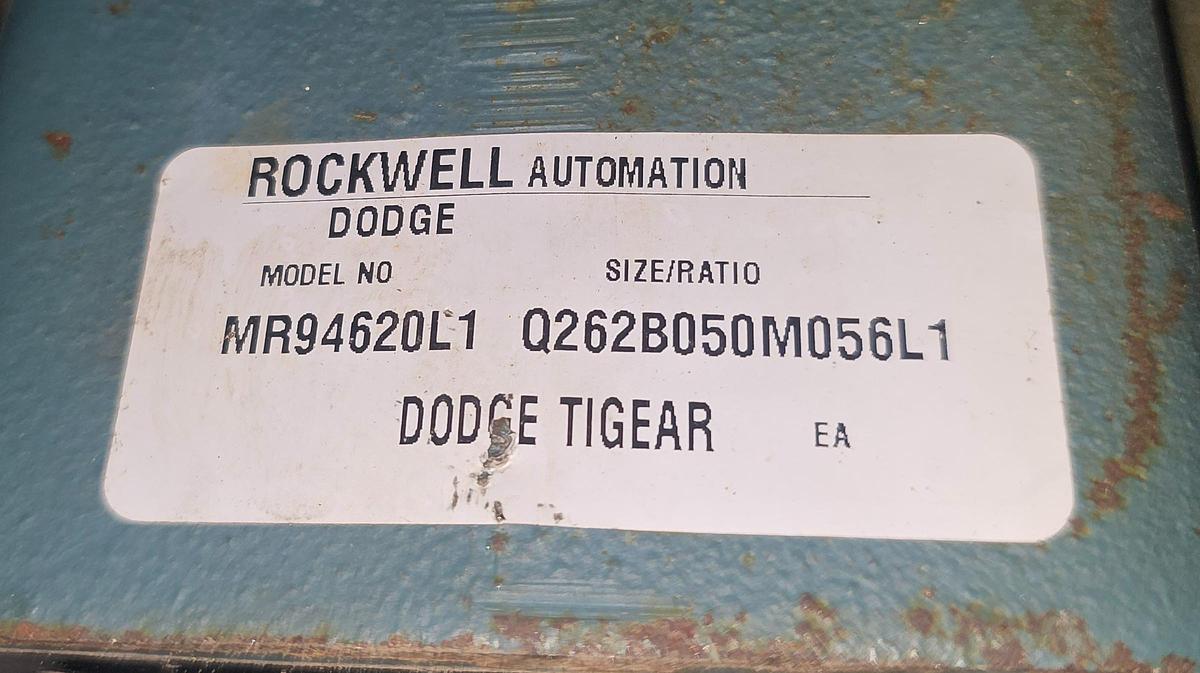 ROCKWELL AUTOMATION
DODGE
MODEL NO SIZE/RATIO
MR94620L1 Q262B050M056L1
DODGE TIGEAR EA